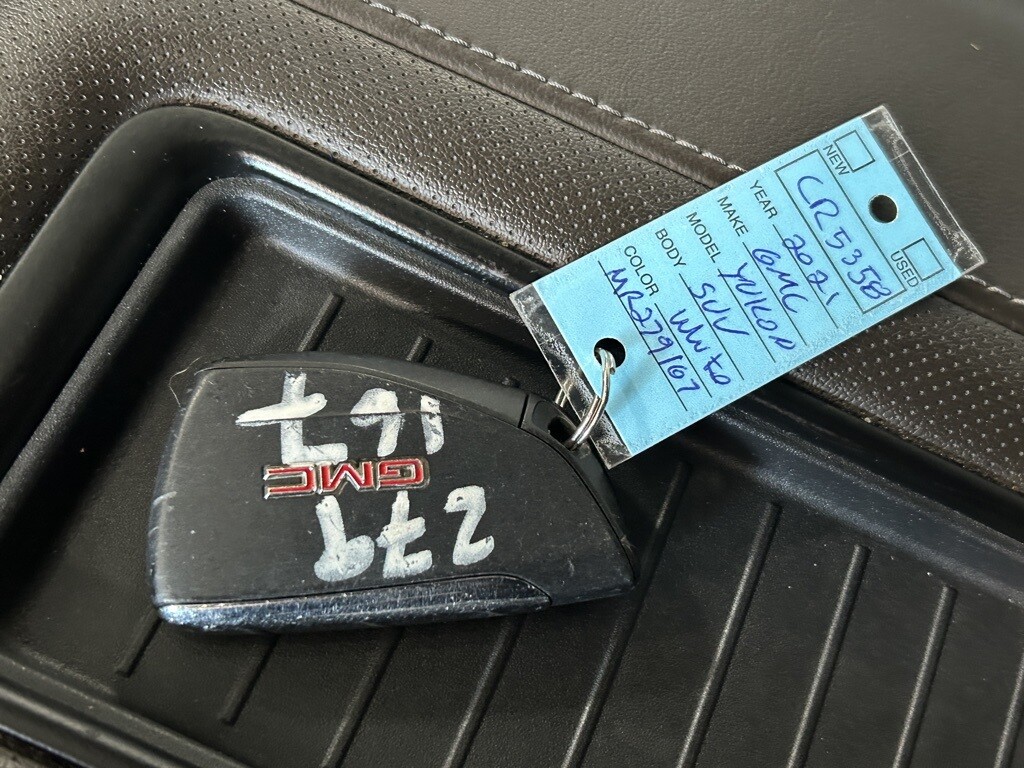 NEW USED
CR5358
YEAR 2021
MAKE GMC
MODEL YUKON
BODY SUV
COLOR White
MR279167
279
GMC
167